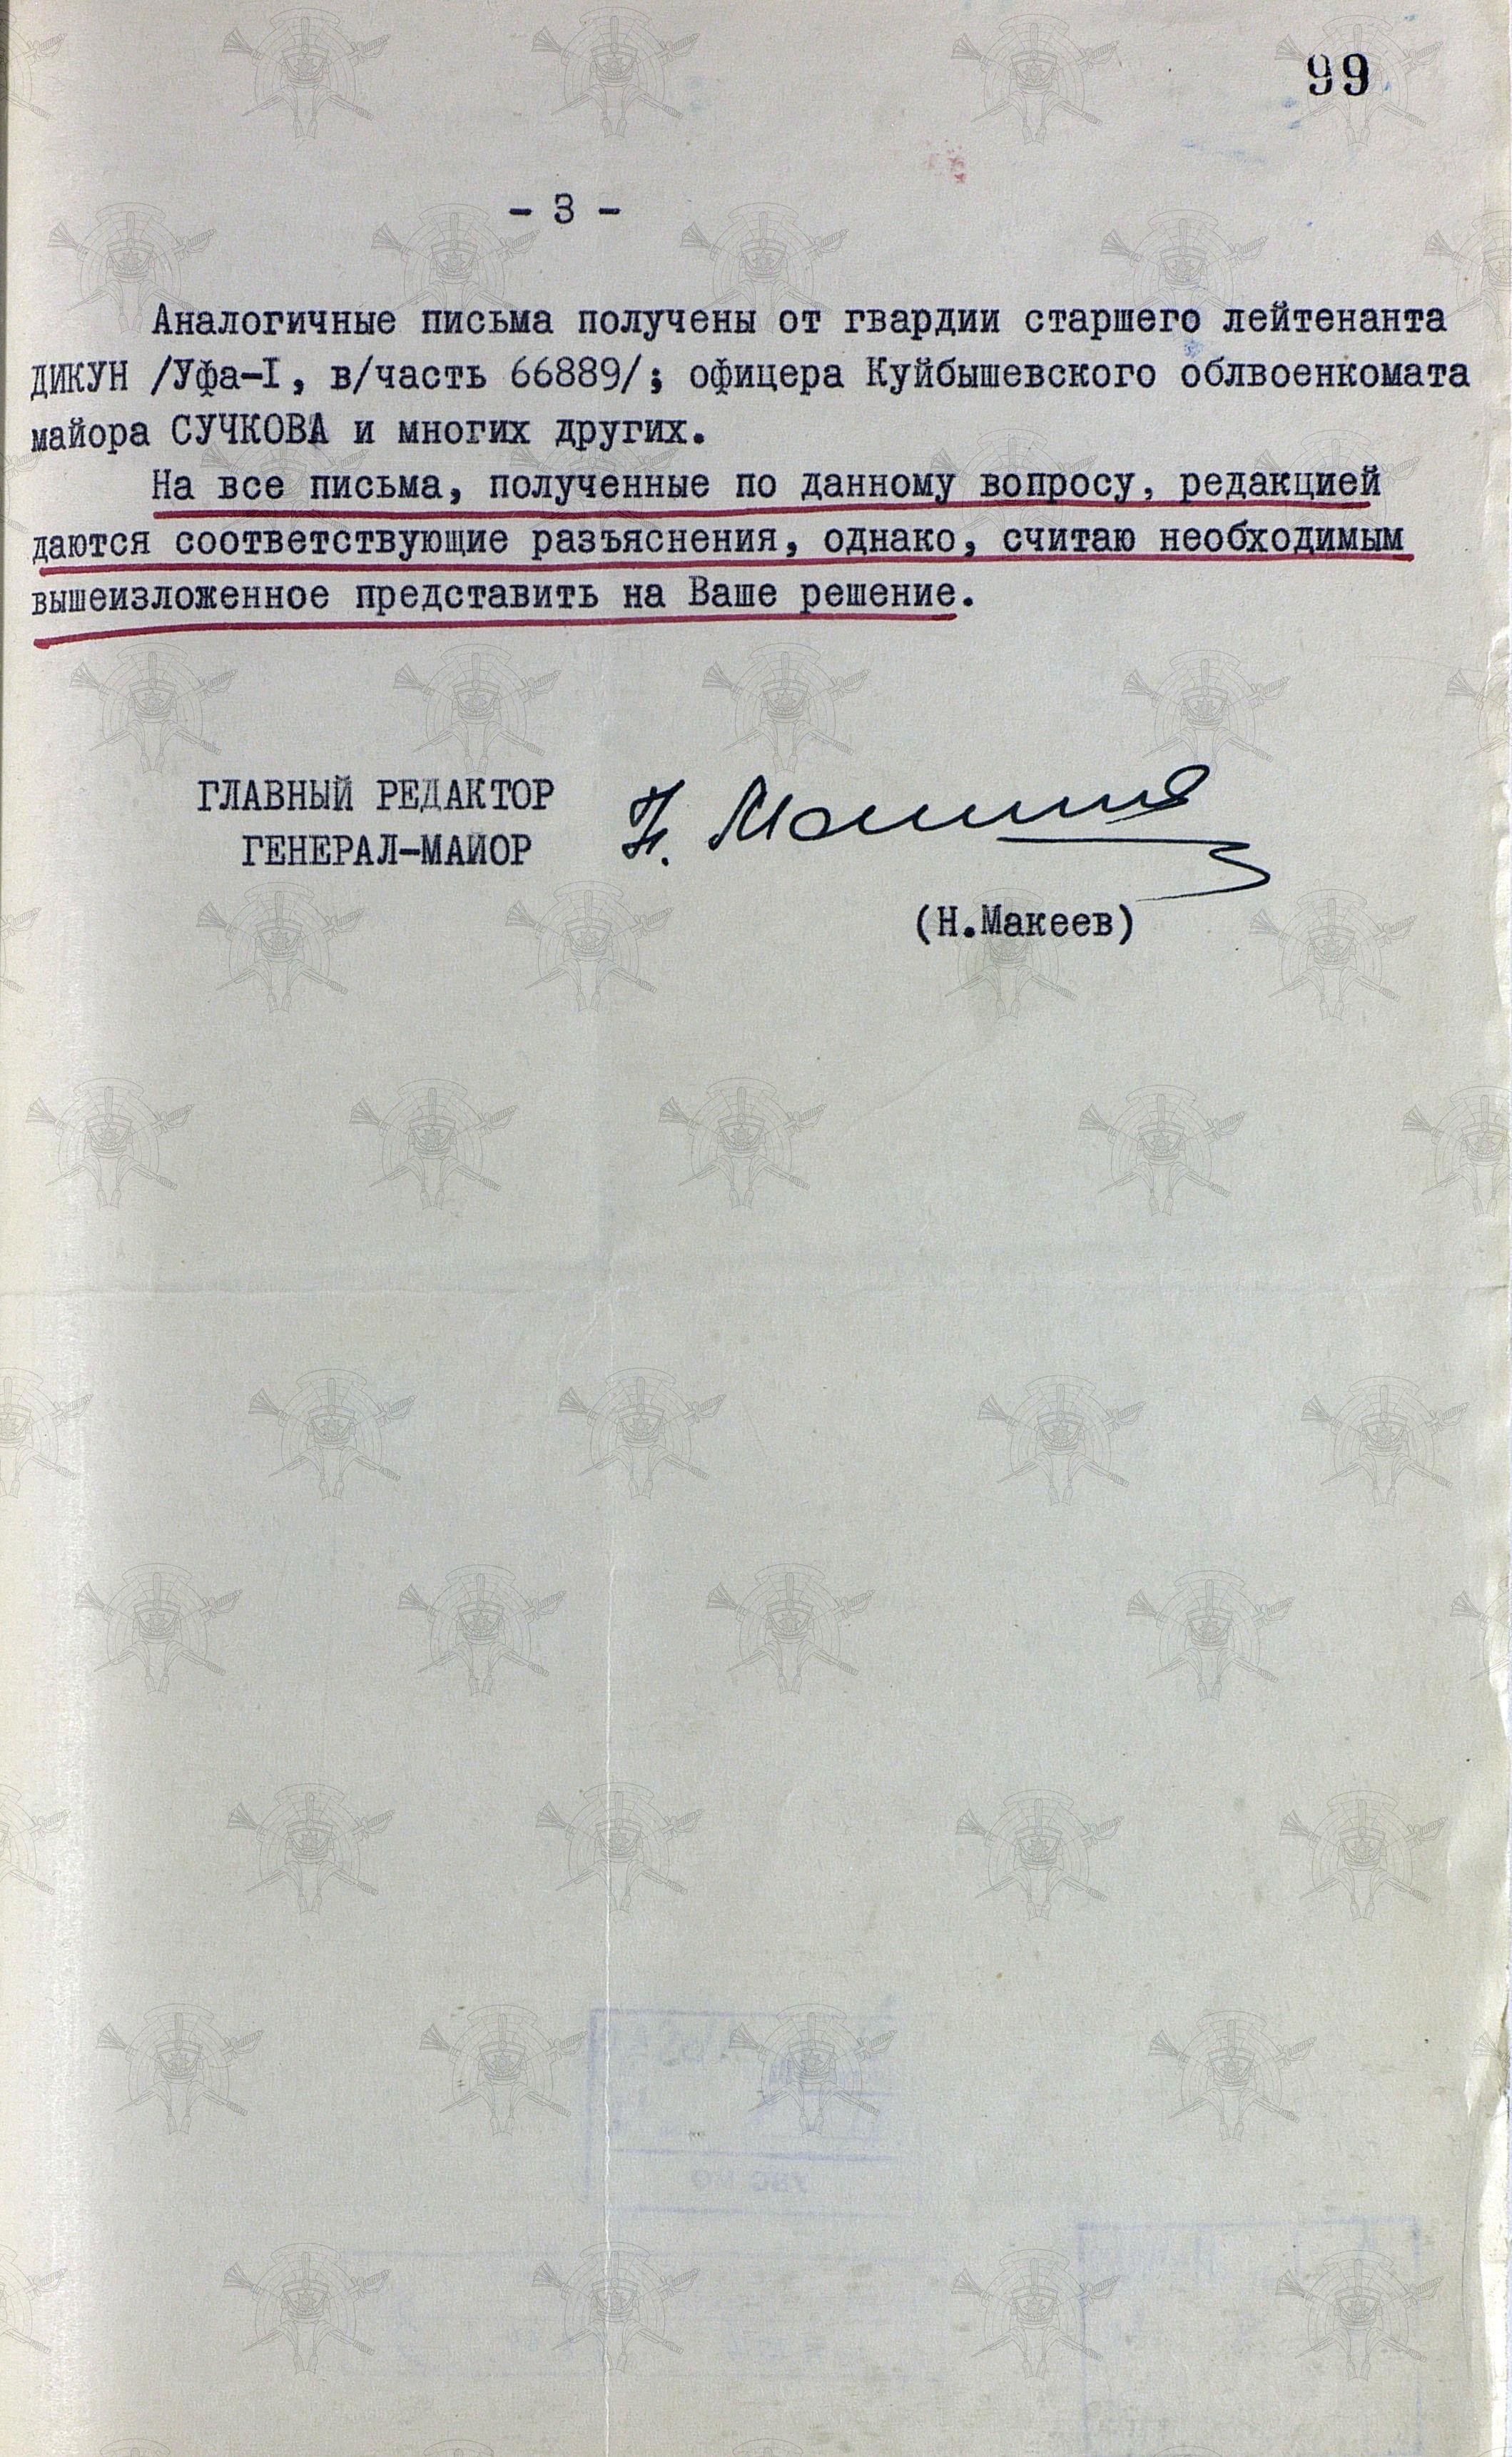 99
- 3 -
Аналогичные письма получены от гвардии старшего лейтенанта
ДИКУН /Уфа-I, в/часть 66889/; офицера Куйбышевского облвоенкомата
майора СУЧКОВА и многих других.
На все письма, полученные по данному вопросу, редакцией
даются соответствующие разъяснения, однако, считаю необходимым
вышеизложенное представить на Ваше решение.
ГЛАВНЫЙ РЕДАКТОР
ГЕНЕРАЛ-МАЙОР
(Н.Макеев)